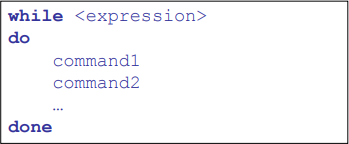 while <expression>
do
    command1
    command2
    …
done